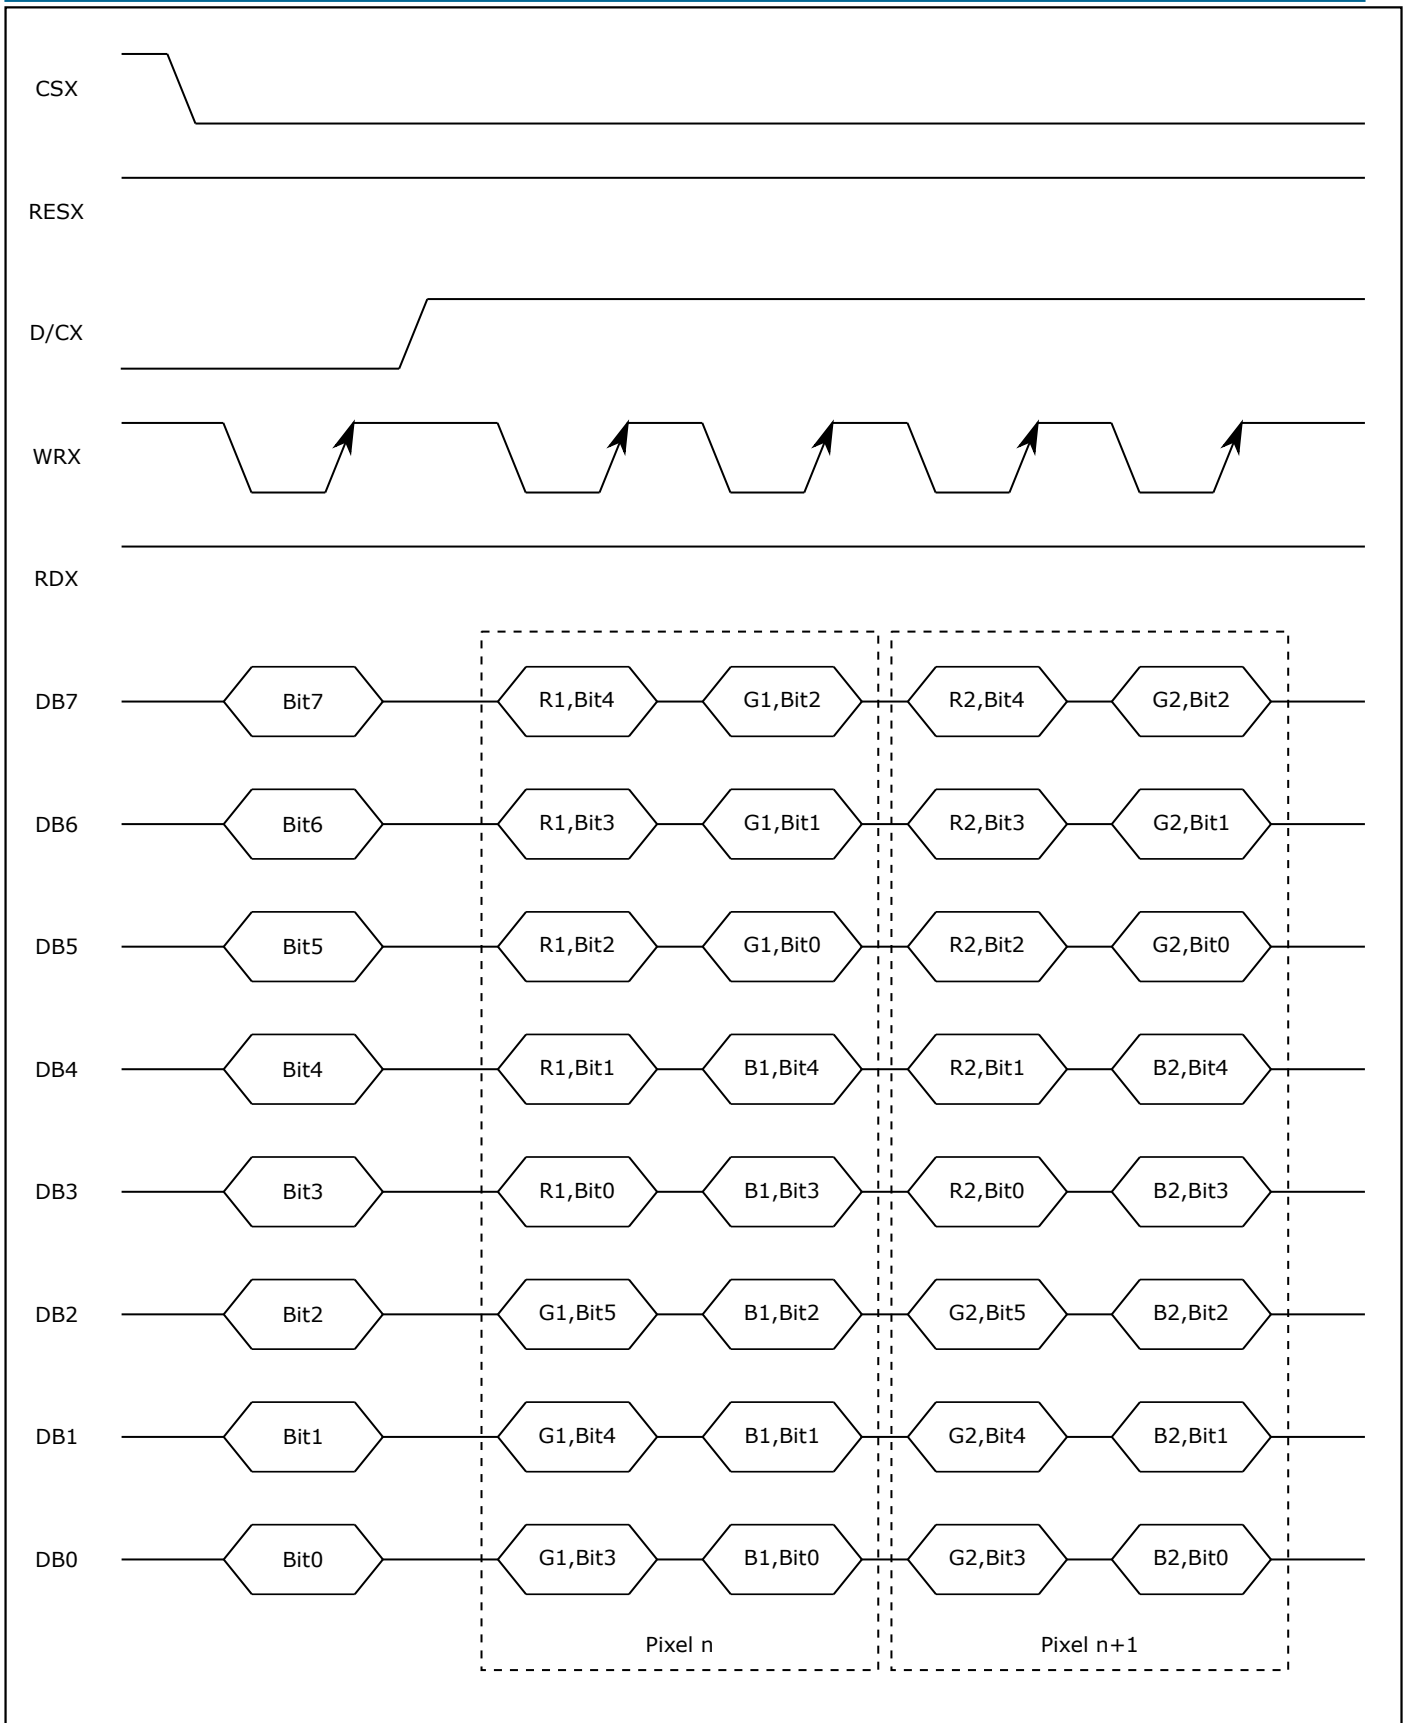 CSX
RESX
D/CX
WRX
RDX
DB7 Bit7 R1,Bit4 G1,Bit2 R2,Bit4 G2,Bit2
DB6 Bit6 R1,Bit3 G1,Bit1 R2,Bit3 G2,Bit1
DB5 Bit5 R1,Bit2 G1,Bit0 R2,Bit2 G2,Bit0
DB4 Bit4 R1,Bit1 B1,Bit4 R2,Bit1 B2,Bit4
DB3 Bit3 R1,Bit0 B1,Bit3 R2,Bit0 B2,Bit3
DB2 Bit2 G1,Bit5 B1,Bit2 G2,Bit5 B2,Bit2
DB1 Bit1 G1,Bit4 B1,Bit1 G2,Bit4 B2,Bit1
DB0 Bit0 G1,Bit3 B1,Bit0 G2,Bit3 B2,Bit0
Pixel n Pixel n+1